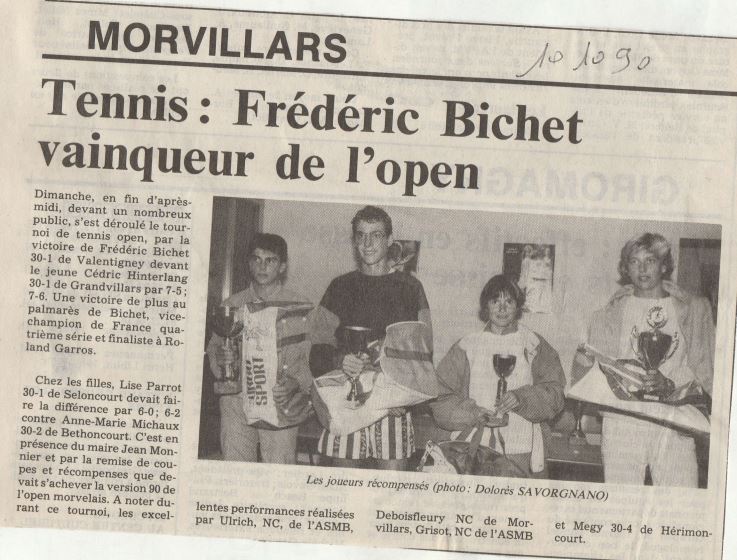 MORVILLARS
10 10 90
Tennis : Frédéric Bichet
vainqueur de l'open
Dimanche, en fin d'après-
midi, devant un nombreux
public, s'est déroulé le tour-
noi de tennis open, par la
victoire de Frédéric Bichet
30-1 de Valentigney devant
le jeune Cédric Hinterlang
30-1 de Grandvillars par 7-5 ;
7-6. Une victoire de plus au
palmarès de Bichet, vice-
champion de France qua-
trième série et finaliste à Ro-
land Garros.
Chez les filles, Lise Parrot
30-1 de Seloncourt devait fai-
re la différence par 6-0 ; 6-2
contre Anne-Marie Michaux
30-2 de Bethoncourt. C'est en
présence du maire Jean Mon-
nier et par la remise de cou-
pes et récompenses que de-
vait s'achever la version 90 de
l'open morvelais. A noter du-
rant ce tournoi, les excel-
SPORT
Les joueurs récompensés (photo : Dolorès SAVORGNANO)
lentes performances réalisées
par Ulrich, NC, de l'ASMB,
Deboisfleury NC de Mor-
villars, Grisot, NC de l'ASMB
et Megy 30-4 de Hérimon-
court.